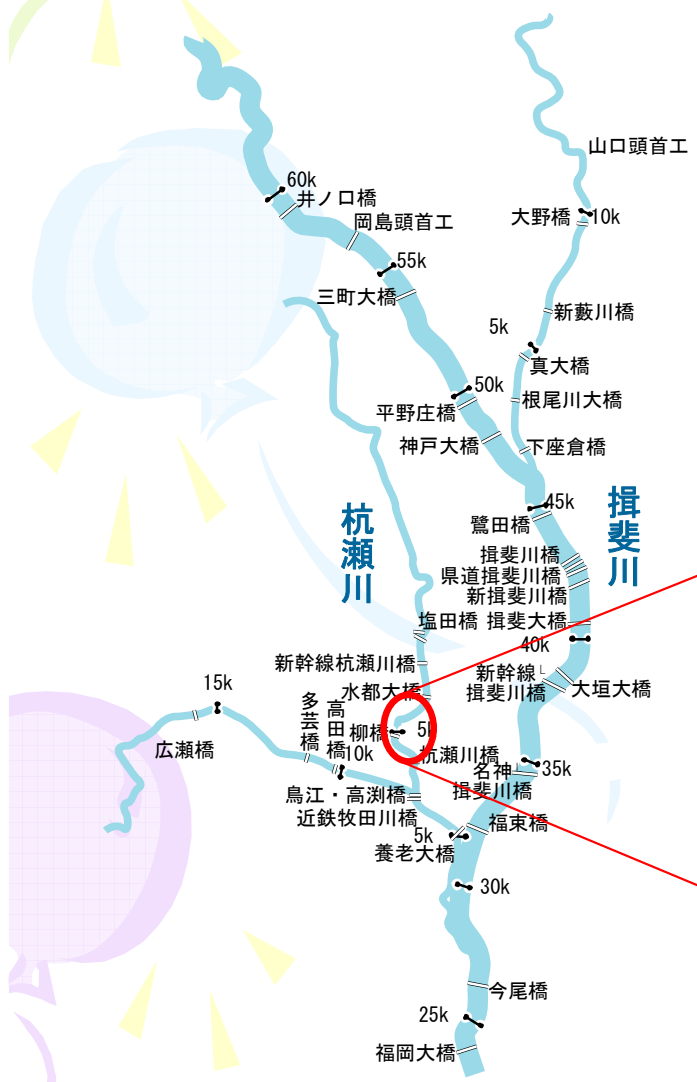 山口頭首工
60k
井ノ口橋
大野橋
10k
岡島頭首工
55k
三町大橋
新藪川橋
5k
真大橋
50k
根尾川大橋
平野庄橋
神戸大橋
下座倉橋
45k
鷺田橋
杭瀬川
揖斐川
揖斐川橋
県道揖斐川橋
新揖斐川橋
塩田橋
揖斐大橋
40k
新幹線杭瀬川橋
新幹線
揖斐川橋
大垣大橋
15k
水都大橋
多芸橋
高田橋
柳橋
5k
広瀬橋
10k
杭瀬川橋
名神
揖斐川橋
35k
烏江・高渕橋
近鉄牧田川橋
福束橋
5k
養老大橋
30k
今尾橋
25k
福岡大橋